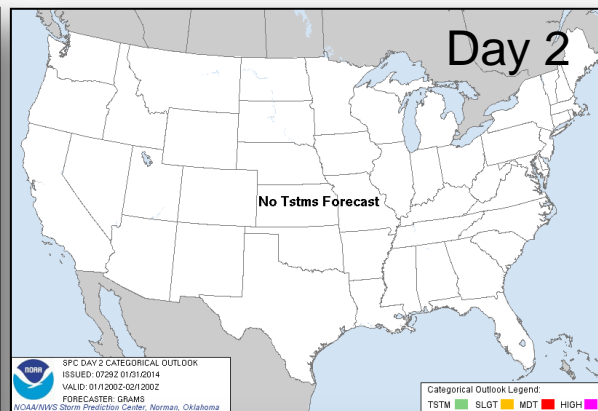 Day 2
No Tstms Forecast
NOAA
SPC DAY 2 CATEGORICAL OUTLOOK
ISSUED: 0729Z 01/31/2014
VALID: 01/1200Z-02/1200Z
FORECASTER: GRAMS
NOAA/NWS Storm Prediction Center, Norman, Oklahoma
Categorical Outlook Legend:
TSTM SLGT MDT HIGH